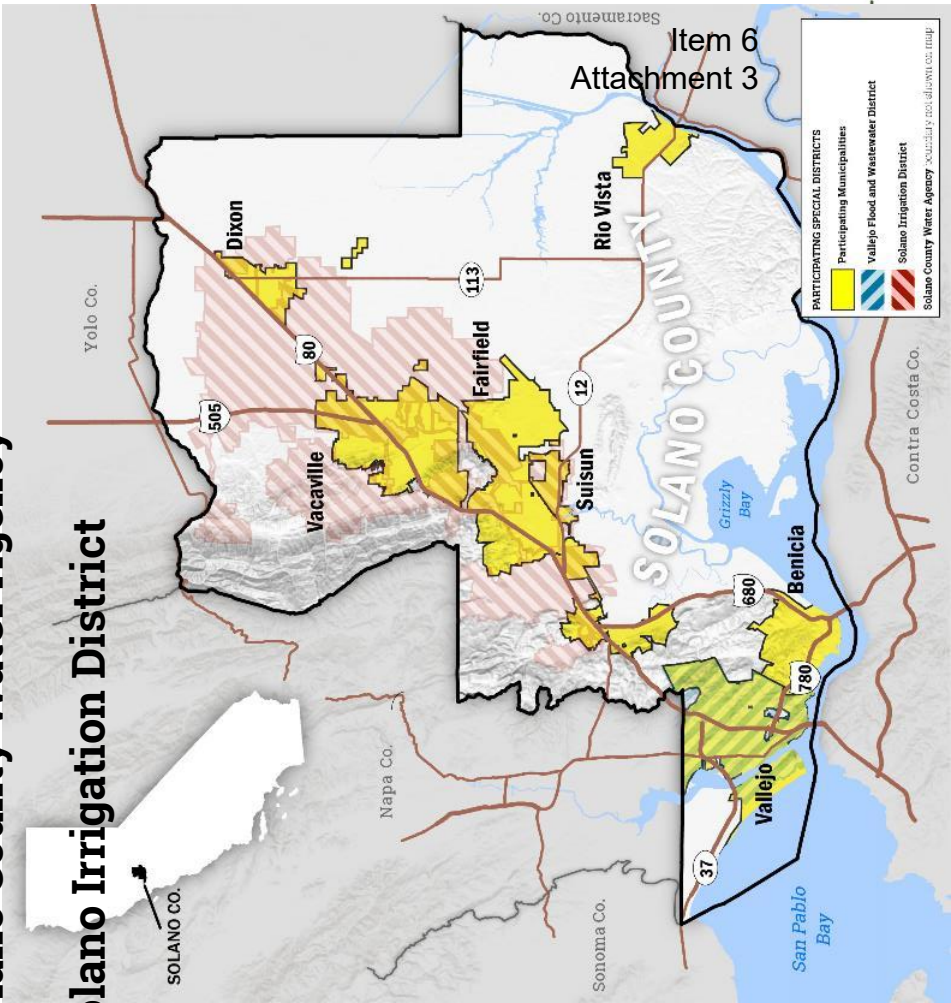 Solano Irrigation District
Item 6
Attachment 3
SOLANO CO.
Yolo Co.
Sacramento Co.
Napa Co.
Sonoma Co.
Contra Costa Co.
SOLANO COUNTY
Dixon
Rio Vista
Vacaville
Fairfield
Suisun
Benicia
Vallejo
505
80
113
12
680
780
37
Grizzly
Bay
San Pablo
Bay
PARTICIPATING SPECIAL DISTRICTS
Participating Municipalities
Vallejo Flood and Wastewater District
Solano Irrigation District
Solano County Water Agency boundary not shown on map